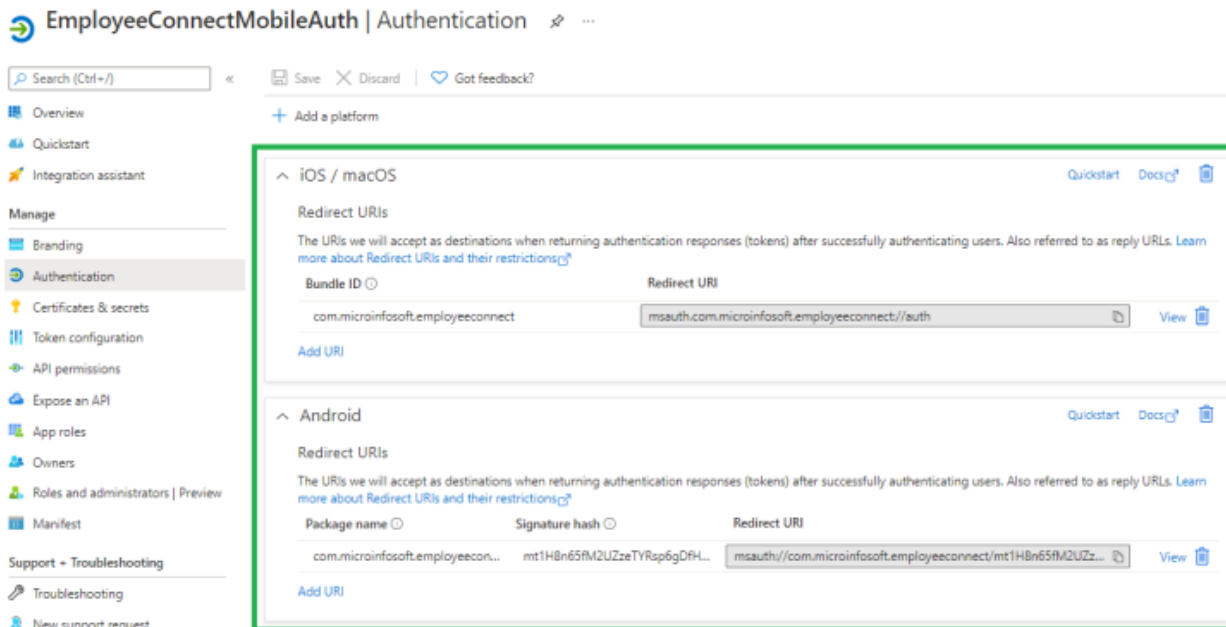 EmployeeConnectMobileAuth | Authentication
Search (Ctrl+/)
«
Save
Discard
Got feedback?
Overview
Add a platform
Quickstart
Integration assistant
Manage
Branding
Authentication
Certificates & secrets
Token configuration
API permissions
Expose an API
App roles
Owners
Roles and administrators | Preview
Manifest
Support + Troubleshooting
Troubleshooting
New support request
iOS / macOS
Quickstart
Docs
Redirect URIs
The URIs we will accept as destinations when returning authentication responses (tokens) after successfully authenticating users. Also referred to as reply URLs. Learn
more about Redirect URIs and their restrictions
Bundle ID
Redirect URI
com.microinfosoft.employeeconnect
msauth.com.microinfosoft.employeeconnect://auth
View
Add URI
Android
Quickstart
Docs
Redirect URIs
The URIs we will accept as destinations when returning authentication responses (tokens) after successfully authenticating users. Also referred to as reply URLs. Learn
more about Redirect URIs and their restrictions
Package name
Signature hash
Redirect URI
com.microinfosoft.employeecon...
mt1H8n65fM2UZzeTYRsp6gDfH...
msauth://com.microinfosoft.employeeconnect/mt1H8n65fM2UZz...
View
Add URI